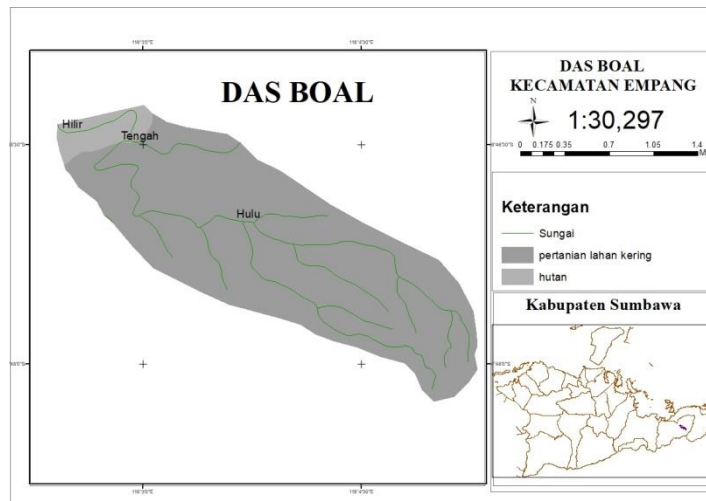 DAS BOAL
Hilir
Tengah
Hulu
DAS BOAL
KECAMATAN EMPANG
N
1:30,297
0 0.175 0.35 0.7 1.05 1.4
Keterangan
Sungai
pertanian lahan kering
hutan
Kabupaten Sumbawa